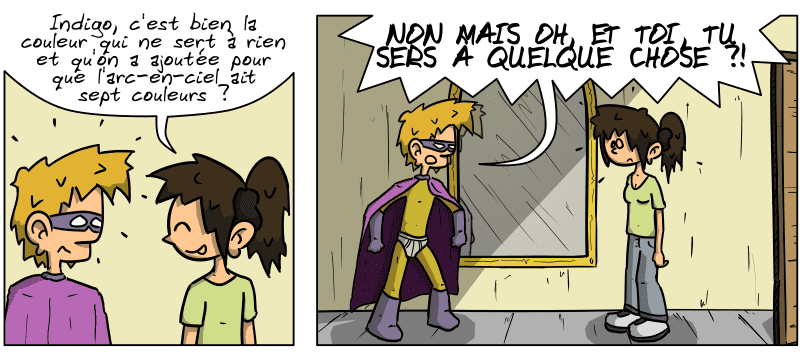 Indigo, c'est bien la
couleur qui ne sert à rien
et qu'on a ajoutée pour
que l'arc-en-ciel ait
sept couleurs ?
NON MAIS OH, ET TOI, TU
SERS À QUELQUE CHOSE ?!